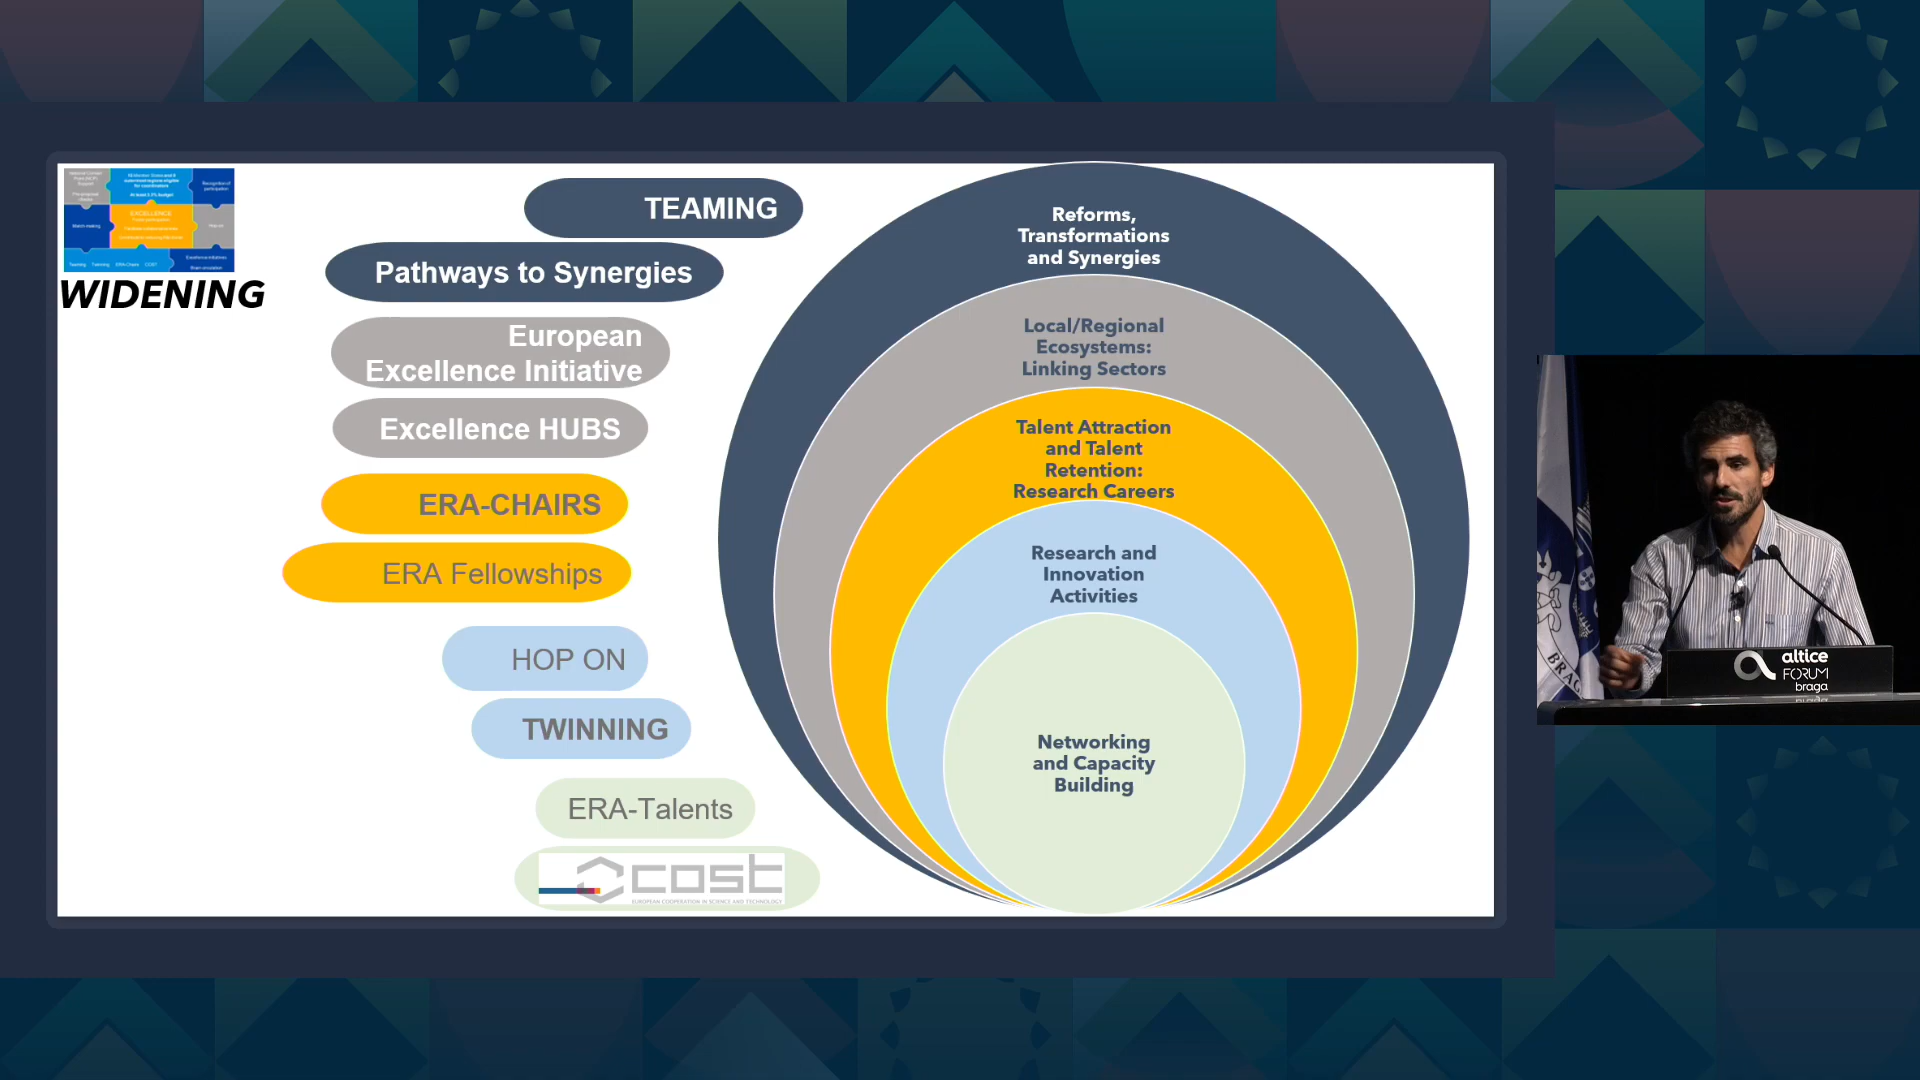 WIDENING
TEAMING
Pathways to Synergies
European
Excellence Initiative
Excellence HUBS
ERA-CHAIRS
ERA Fellowships
HOP ON
TWINNING
ERA-Talents
cost
EUROPEAN COOPERATION IN SCIENCE AND TECHNOLOGY
Reforms,
Transformations
and Synergies
Local/Regional
Ecosystems:
Linking Sectors
Talent Attraction
and Talent
Retention:
Research Careers
Research and
Innovation
Activities
Networking
and Capacity
Building
altice
FORUM
braga